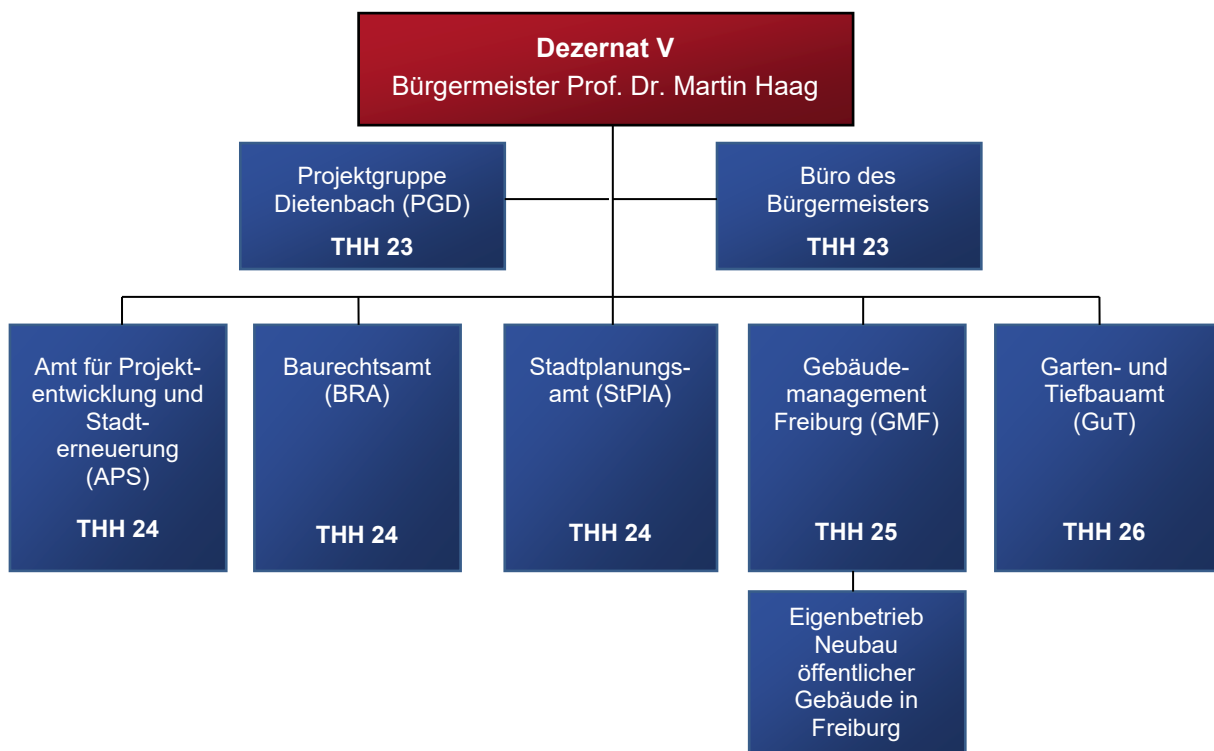 Dezernat V
Bürgermeister Prof. Dr. Martin Haag
Projektgruppe
Dietenbach (PGD)
THH 23
Büro des
Bürgermeisters
THH 23
Amt für Projekt-
entwicklung und
Stadt-
erneuerung
(APS)
THH 24
Baurechtsamt
(BRA)
THH 24
Stadtplanungs-
amt (StPlA)
THH 24
Gebäude-
management
Freiburg (GMF)
THH 25
Garten- und
Tiefbauamt
(GuT)
THH 26
Eigenbetrieb
Neubau
öffentlicher
Gebäude in
Freiburg